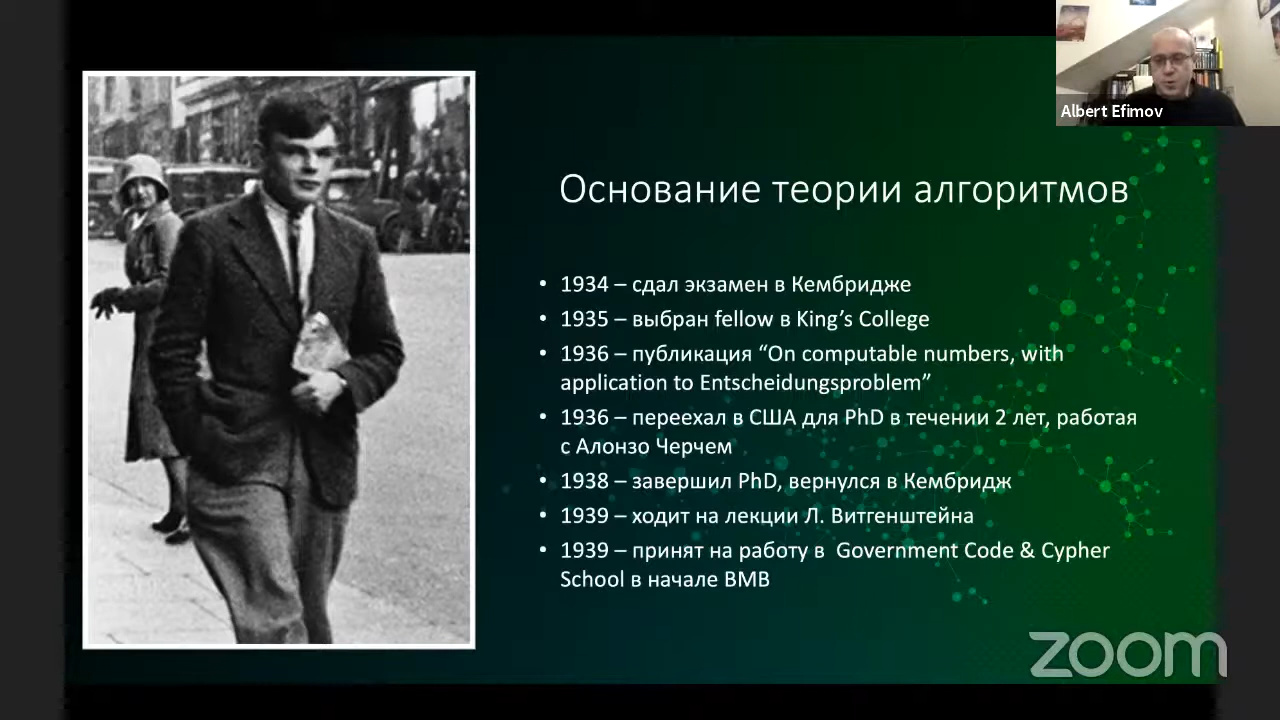 Albert Efimov
Основание теории алгоритмов
• 1934 – сдал экзамен в Кембридже
• 1935 – выбран fellow в King’s College
• 1936 – публикация “On computable numbers, with
application to Entscheidungsproblem”
• 1936 – переехал в США для PhD в течении 2 лет, работая
с Алонзо Черчем
• 1938 – завершил PhD, вернулся в Кембридж
• 1939 – ходит на лекции Л. Витгенштейна
• 1939 – принят на работу в  Government Code & Cypher
School в начале ВМВ
zoom